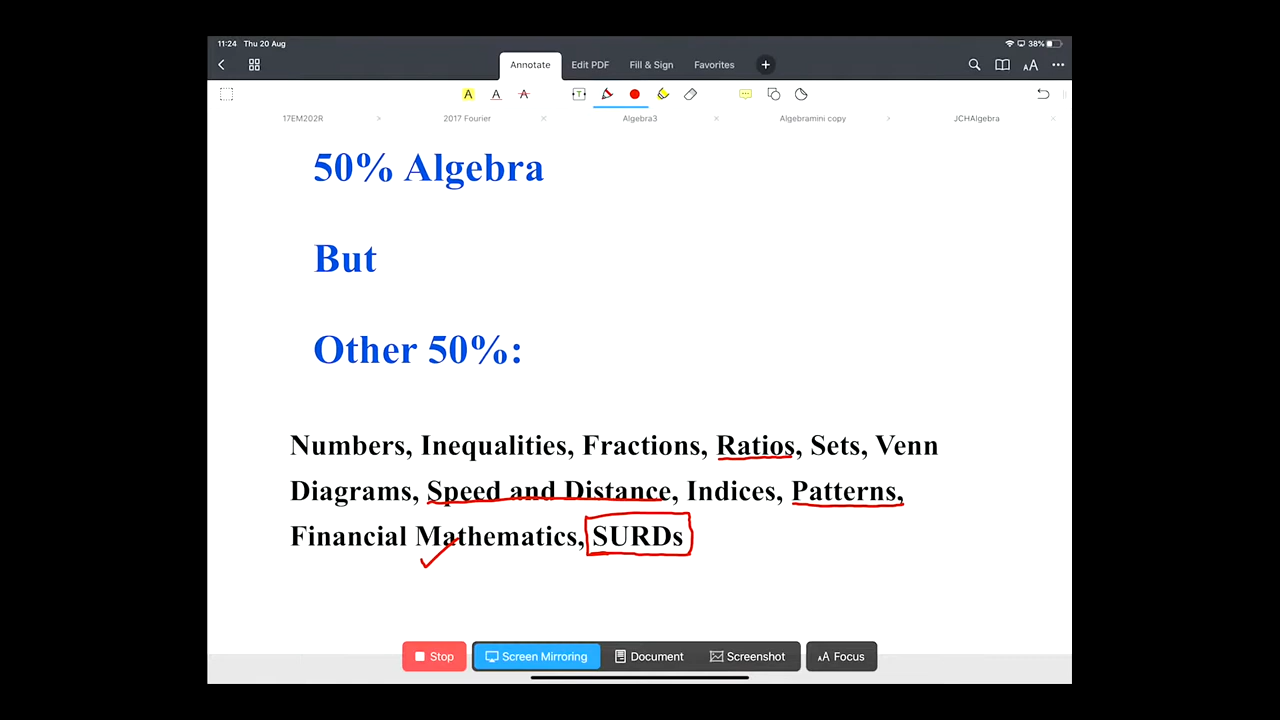 11:24 Thu 20 Aug 38%
Annotate Edit PDF Fill & Sign Favorites
17EM202R 2017 Fourier Algebra3 Algebramini copy JCHAlgebra
50% Algebra
But
Other 50%:
Numbers, Inequalities, Fractions, Ratios, Sets, Venn
Diagrams, Speed and Distance, Indices, Patterns,
Financial Mathematics, SURDs
Stop Screen Mirroring Document Screenshot AA Focus